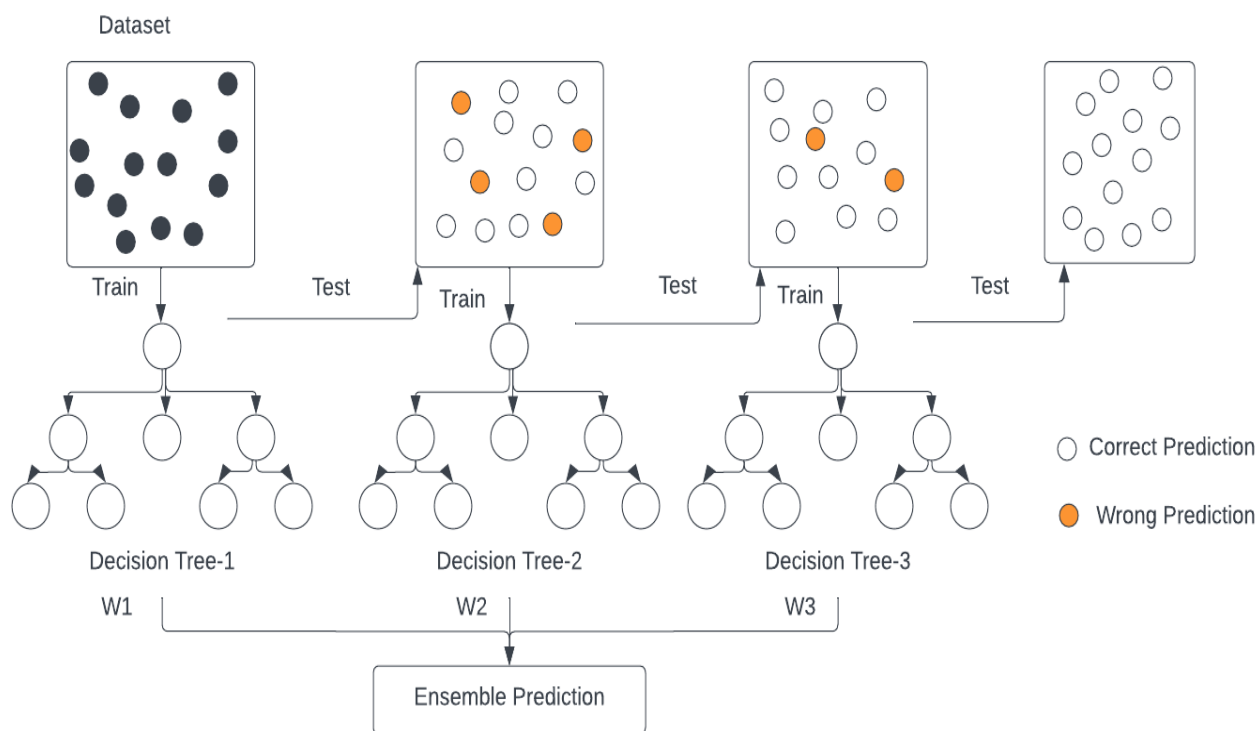 Dataset
Train
Test
Train
Test
Train
Test
Correct Prediction
Wrong Prediction
Decision Tree-1
Decision Tree-2
Decision Tree-3
W1
W2
W3
Ensemble Prediction